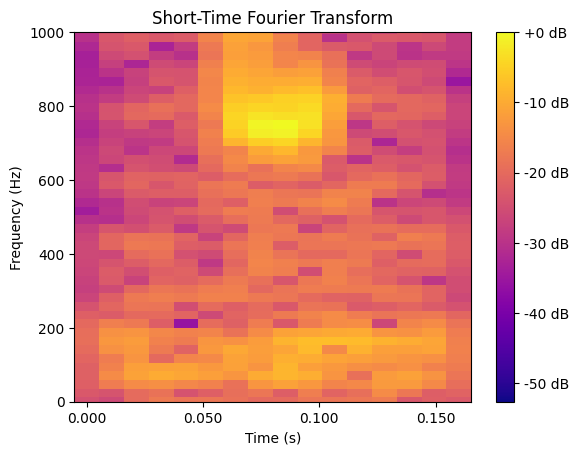 Short-Time Fourier Transform
1000
800
600
400
200
0
Frequency (Hz)
0.000
0.050
0.100
0.150
Time (s)
+0 dB
-10 dB
-20 dB
-30 dB
-40 dB
-50 dB